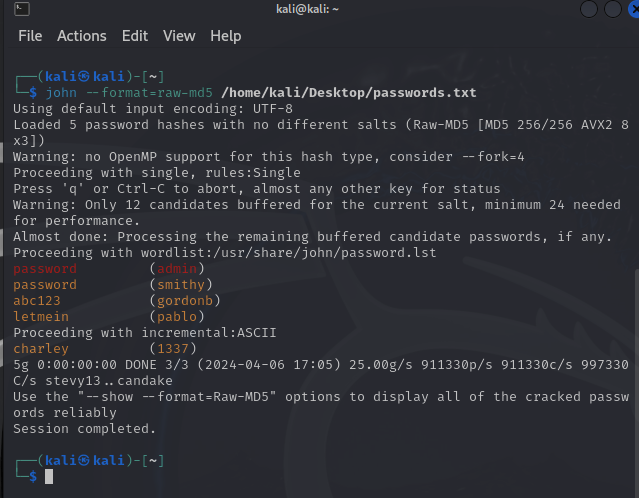 kali@kali: ~
File Actions Edit View Help
┌──(kali㉿kali)-[~]
└─$ john --format=raw-md5 /home/kali/Desktop/passwords.txt
Using default input encoding: UTF-8
Loaded 5 password hashes with no different salts (Raw-MD5 [MD5 256/256 AVX2 8
x3])
Warning: no OpenMP support for this hash type, consider --fork=4
Proceeding with single, rules:Single
Press 'q' or Ctrl-C to abort, almost any other key for status
Warning: Only 12 candidates buffered for the current salt, minimum 24 needed
for performance.
Almost done: Processing the remaining buffered candidate passwords, if any.
Proceeding with wordlist:/usr/share/john/password.lst
password (admin)
password (smithy)
abc123 (gordonb)
letmein (pablo)
Proceeding with incremental:ASCII
charley (1337)
5g 0:00:00:00 DONE 3/3 (2024-04-06 17:05) 25.00g/s 911330p/s 911330c/s 997330
C/s stevy13..candake
Use the "--show --format=Raw-MD5" options to display all of the cracked passw
ords reliably
Session completed.
┌──(kali㉿kali)-[~]
└─$